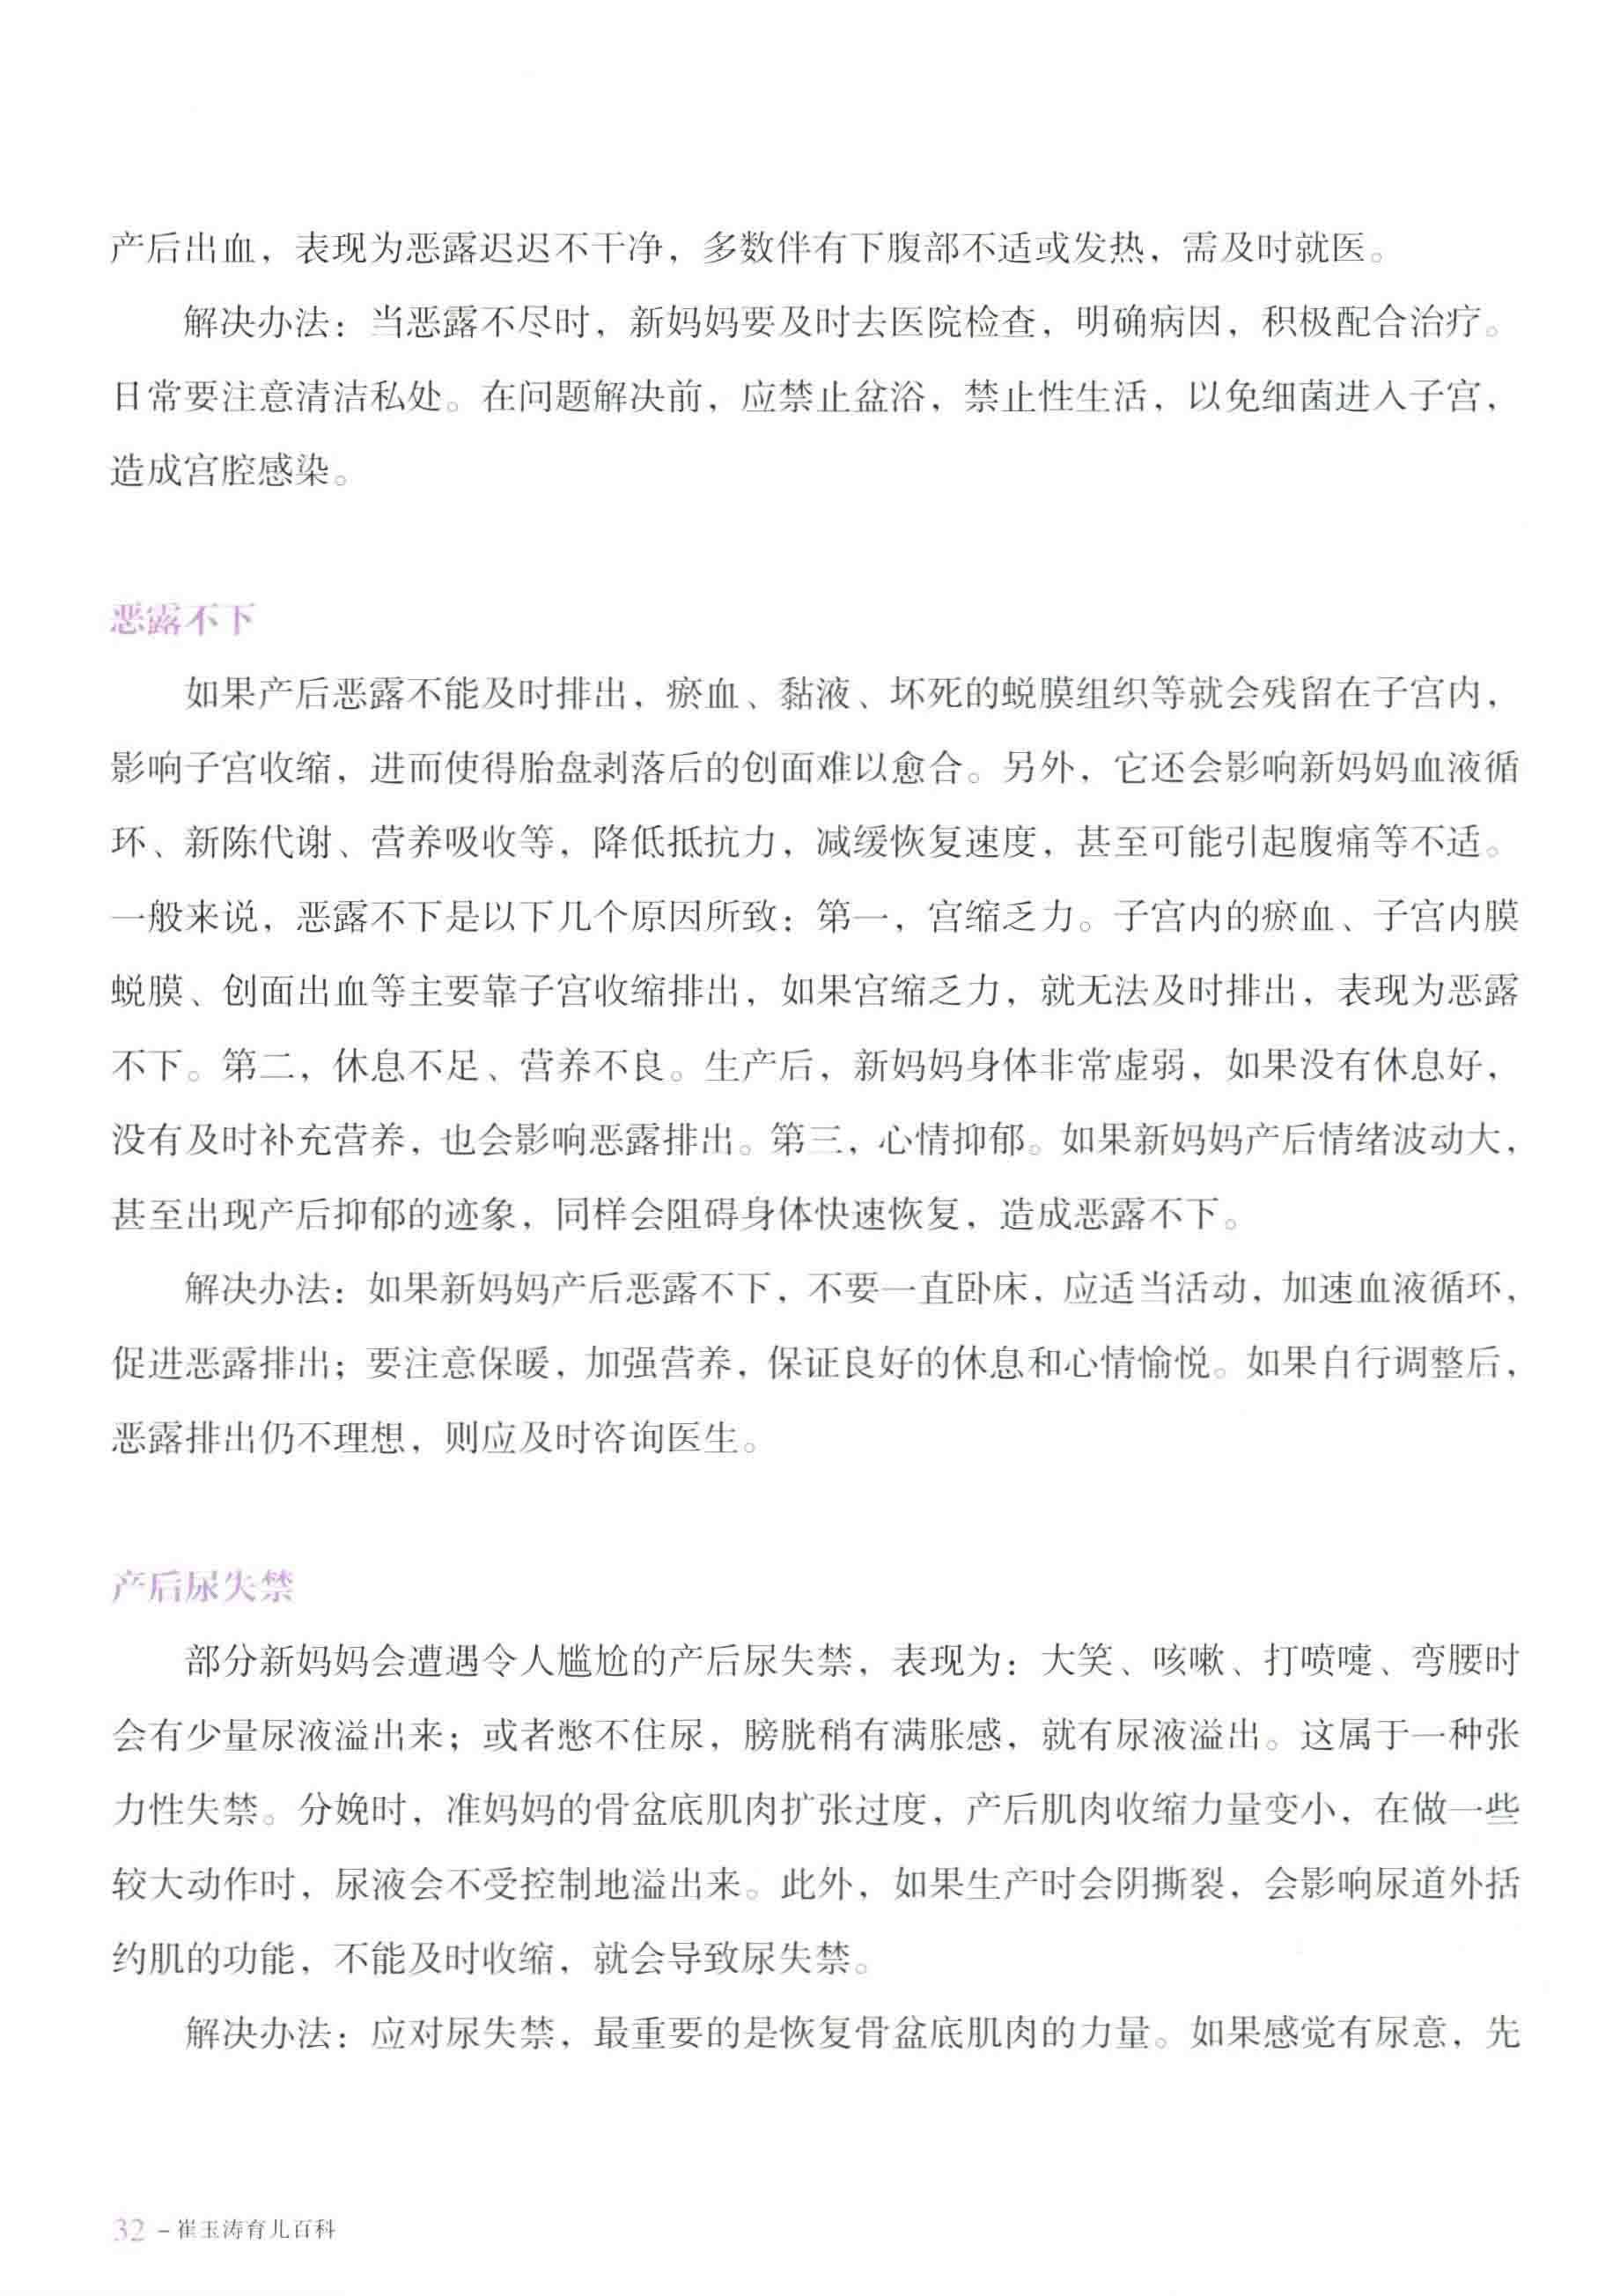 产后出血，表现为恶露迟迟不干净，多数伴有下腹部不适或发热，需及时就医。
解决办法：当恶露不尽时，新妈妈要及时去医院检查，明确病因，积极配合治疗。
日常要注意清洁私处。在问题解决前，应禁止盆浴，禁止性生活，以免细菌进入子宫，
造成宫腔感染。
恶露不下
如果产后恶露不能及时排出，瘀血、黏液、坏死的蜕膜组织等就会残留在子宫内，
影响子宫收缩，进而使得胎盘剥落后的创面难以愈合。另外，它还会影响新妈妈血液循
环、新陈代谢、营养吸收等，降低抵抗力，减缓恢复速度，甚至可能引起腹痛等不适。
一般来说，恶露不下是以下几个原因所致：第一，宫缩乏力。子宫内的瘀血、子宫内膜
蜕膜、创面出血等主要靠子宫收缩排出，如果宫缩乏力，就无法及时排出，表现为恶露
不下。第二，休息不足、营养不良。生产后，新妈妈身体非常虚弱，如果没有休息好，
没有及时补充营养，也会影响恶露排出。第三，心情抑郁。如果新妈妈产后情绪波动大，
甚至出现产后抑郁的迹象，同样会阻碍身体快速恢复，造成恶露不下。
解决办法：如果新妈妈产后恶露不下，不要一直卧床，应适当活动，加速血液循环，
促进恶露排出；要注意保暖，加强营养，保证良好的休息和心情愉悦。如果自行调整后，
恶露排出仍不理想，则应及时咨询医生。
产后尿失禁
部分新妈妈会遭遇令人尴尬的产后尿失禁，表现为：大笑、咳嗽、打喷嚏、弯腰时
会有少量尿液溢出来；或者憋不住尿，膀胱稍有满胀感，就有尿液溢出。这属于一种张
力性失禁。分娩时，准妈妈的骨盆底肌肉扩张过度，产后肌肉收缩力量变小，在做一些
较大动作时，尿液会不受控制地溢出来。此外，如果生产时会阴撕裂，会影响尿道外括
约肌的功能，不能及时收缩，就会导致尿失禁。
解决办法：应对尿失禁，最重要的是恢复骨盆底肌肉的力量。如果感觉有尿意，先
32 – 崔玉涛育儿百科